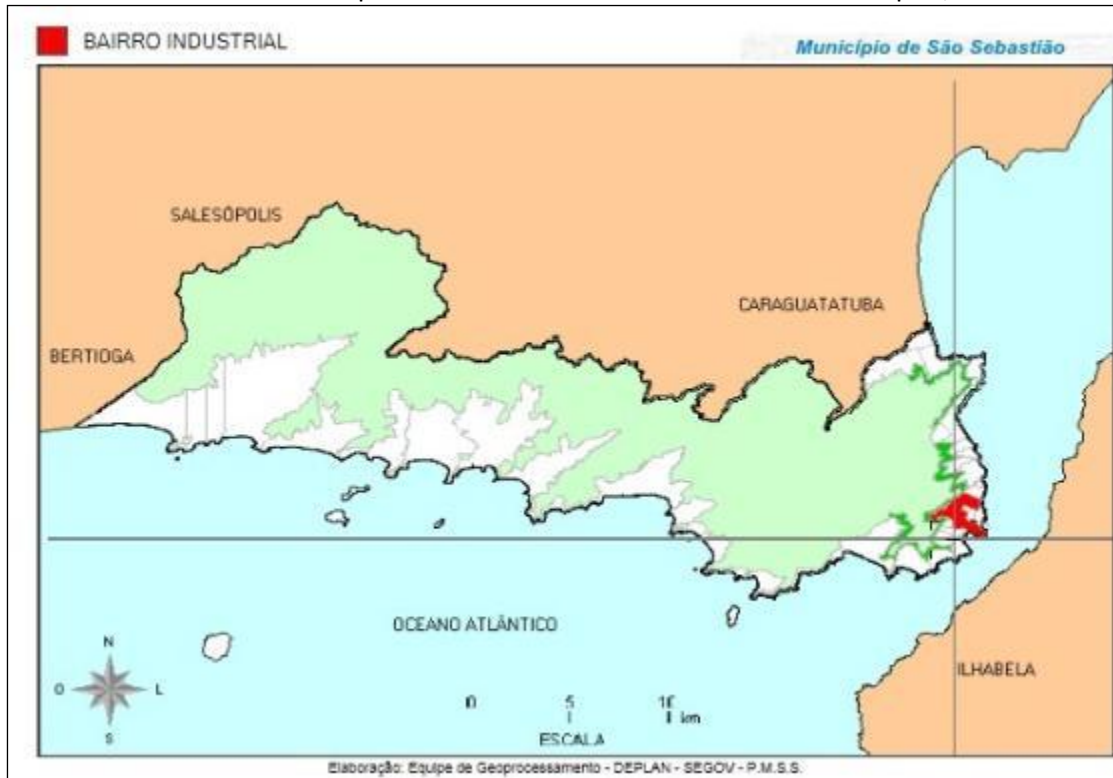 BAIRRO INDUSTRIAL
Município de São Sebastião
SALESÓPOLIS
CARAGUATATUBA
BERTIOGA
OCEANO ATLÂNTICO
ILHABELA
N
O
L
S
0 5 10 km
ESCALA
Elaboração: Equipe de Geoprocessamento - DEPLAN - SEGOV - P.M.S.S.